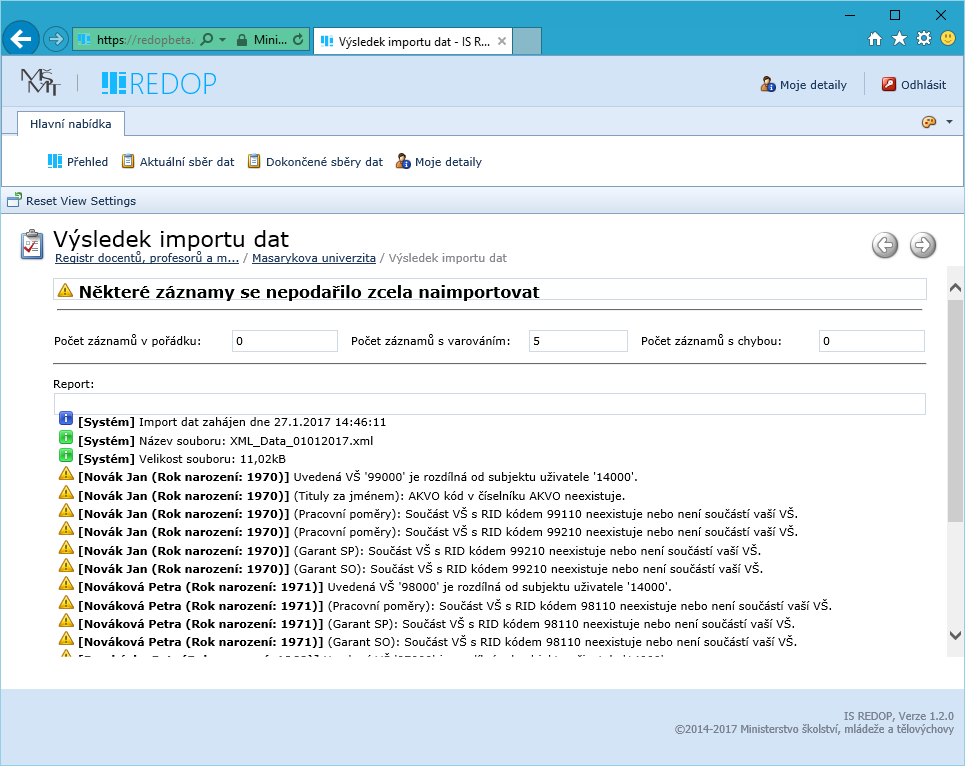 https://redopbeta.
Mini...
Výsledek importu dat - IS R...
MŠMT
REDOP
Moje detaily
Odhlásit
Hlavní nabídka
Přehled
Aktuální sběr dat
Dokončené sběry dat
Moje detaily
Reset View Settings
Výsledek importu dat
Registr docentů, profesorů a m... / Masarykova univerzita / Výsledek importu dat
Některé záznamy se nepodařilo zcela naimportovat
Počet záznamů v pořádku: 0 Počet záznamů s varováním: 5 Počet záznamů s chybou: 0
Report:
[Systém] Import dat zahájen dne 27.1.2017 14:46:11
[Systém] Název souboru: XML_Data_01012017.xml
[Systém] Velikost souboru: 11,02kB
[Novák Jan (Rok narození: 1970)] Uvedená VŠ '99000' je rozdílná od subjektu uživatele '14000'.
[Novák Jan (Rok narození: 1970)] (Tituly za jménem): AKVO kód v číselníku AKVO neexistuje.
[Novák Jan (Rok narození: 1970)] (Pracovní poměry): Součást VŠ s RID kódem 99110 neexistuje nebo není součástí vaší VŠ.
[Novák Jan (Rok narození: 1970)] (Pracovní poměry): Součást VŠ s RID kódem 99210 neexistuje nebo není součástí vaší VŠ.
[Novák Jan (Rok narození: 1970)] (Garant SP): Součást VŠ s RID kódem 99210 neexistuje nebo není součástí vaší VŠ.
[Novák Jan (Rok narození: 1970)] (Garant SO): Součást VŠ s RID kódem 99210 neexistuje nebo není součástí vaší VŠ.
[Nováková Petra (Rok narození: 1971)] Uvedená VŠ '98000' je rozdílná od subjektu uživatele '14000'.
[Nováková Petra (Rok narození: 1971)] (Pracovní poměry): Součást VŠ s RID kódem 98110 neexistuje nebo není součástí vaší VŠ.
[Nováková Petra (Rok narození: 1971)] (Garant SP): Součást VŠ s RID kódem 98110 neexistuje nebo není součástí vaší VŠ.
[Nováková Petra (Rok narození: 1971)] (Garant SO): Součást VŠ s RID kódem 98110 neexistuje nebo není součástí vaší VŠ.
IS REDOP, Verze 1.2.0
©2014-2017 Ministerstvo školství, mládeže a tělovýchovy